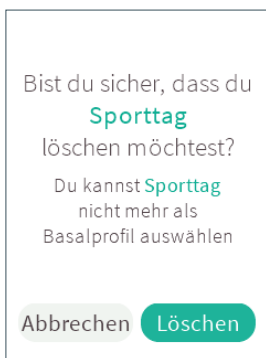 Bist du sicher, dass du
Sporttag
löschen möchtest?
Du kannst Sporttag
nicht mehr als
Basalprofil auswählen
Abbrechen Löschen